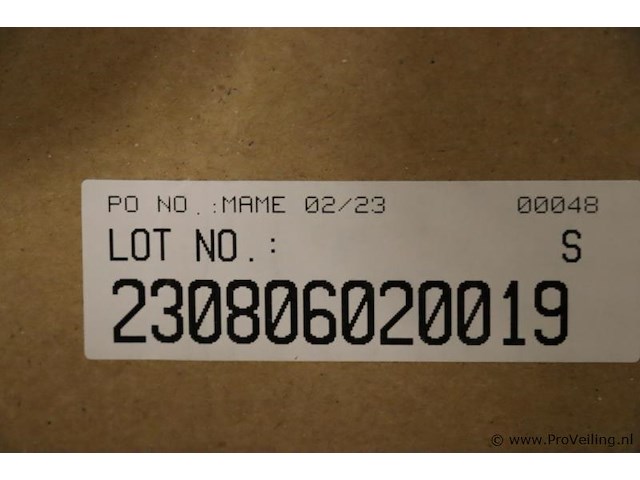 PO NO.:MAME 02/23 00048
LOT NO.: S
230806020019
© www.ProVeiling.nl